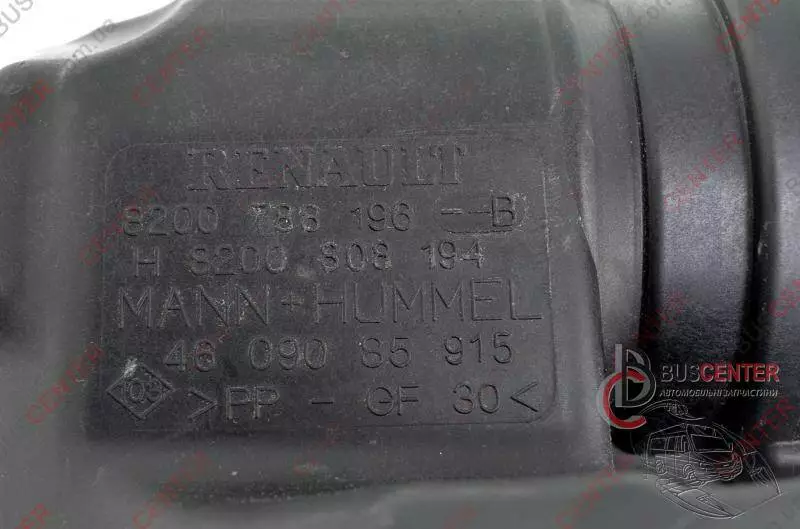 RENAULT
8200 788 196 --B
H 8200 808 194
MANN+HUMMEL
46 090 85 915
03 >PP - GF 30<
BUSCENTER
АВТОМОБІЛЬНІ ЗАПЧАСТИНИ